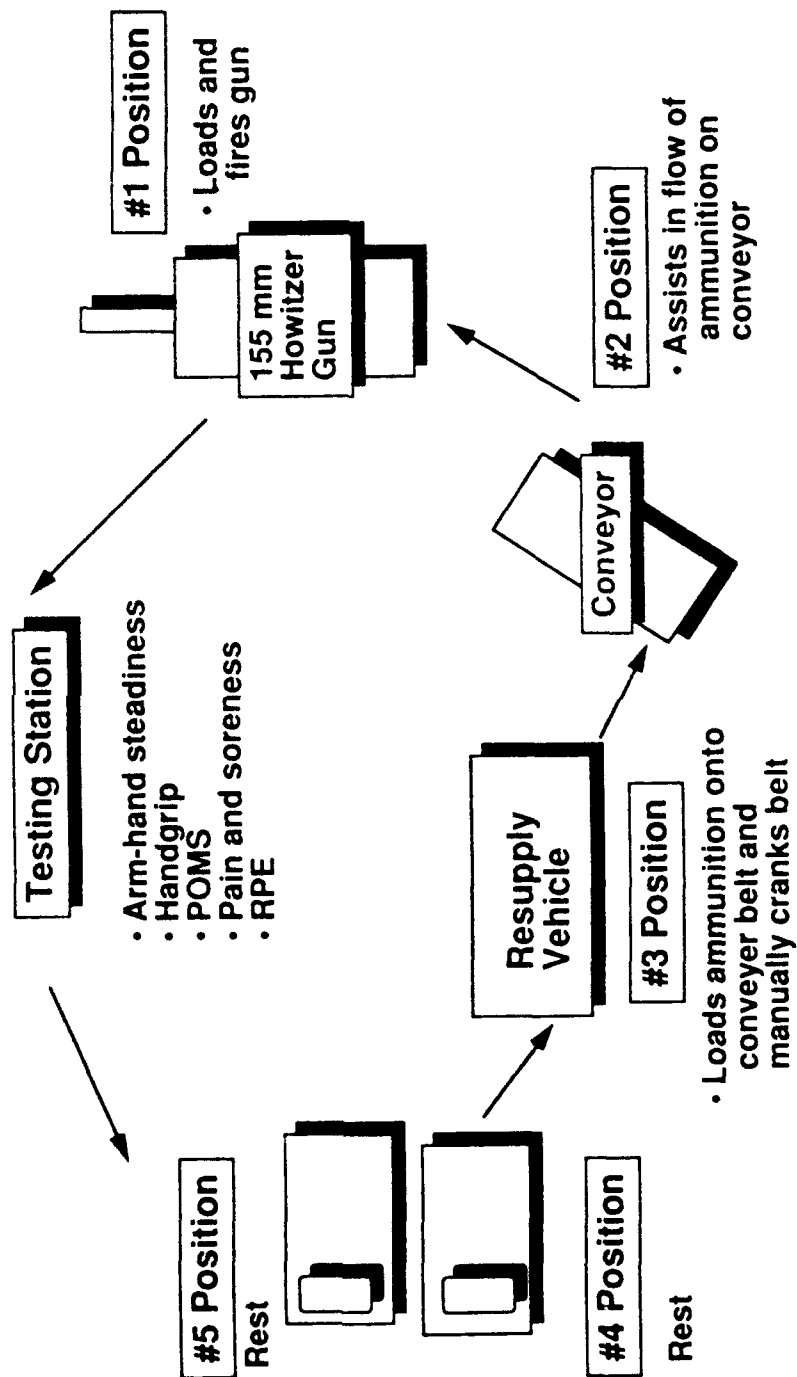 Testing Station
• Arm-hand steadiness
• Handgrip
• POMS
• Pain and soreness
• RPE
#1 Position
• Loads and
fires gun
155 mm
Howitzer
Gun
#5 Position
Rest
#4 Position
Rest
Resupply
Vehicle
#3 Position
• Loads ammunition onto
conveyer belt and
manually cranks belt
Conveyor
#2 Position
• Assists in flow of
ammunition on
conveyor